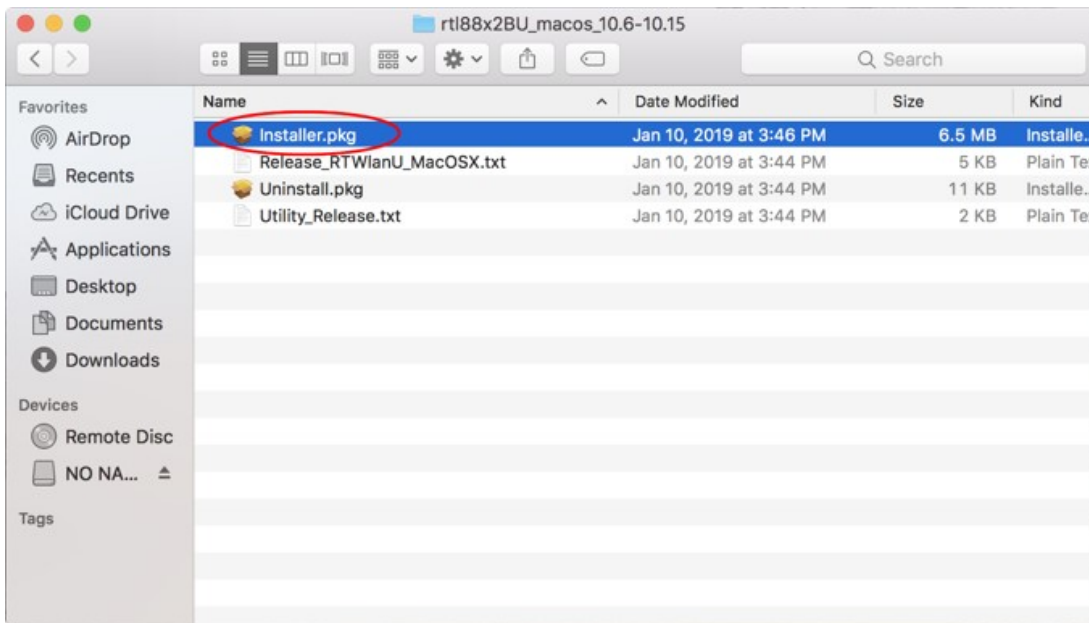 rtl88x2BU_macos_10.6-10.15
Search
Favorites
AirDrop
Recents
iCloud Drive
Applications
Desktop
Documents
Downloads
Devices
Remote Disc
NO NA...
Tags
Name Date Modified Size Kind
Installer.pkg Jan 10, 2019 at 3:46 PM 6.5 MB Installe..
Release_RTWlanU_MacOSX.txt Jan 10, 2019 at 3:44 PM 5 KB Plain Te
Uninstall.pkg Jan 10, 2019 at 3:44 PM 11 KB Installe..
Utility_Release.txt Jan 10, 2019 at 3:44 PM 2 KB Plain Te